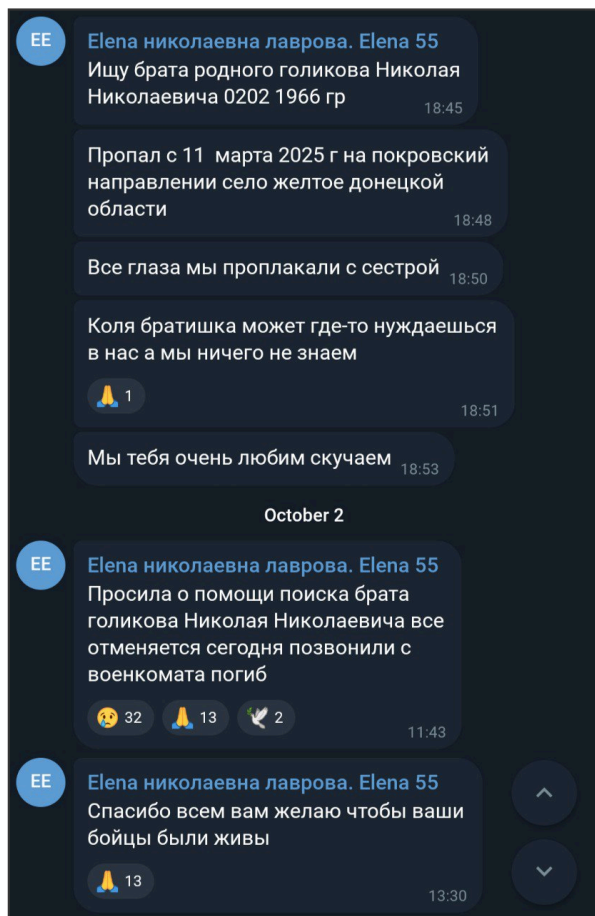 EE
Elena николаевна лаврова. Elena 55
Ищу брата родного голикова Николая
Николаевича 0202 1966 гр
18:45
Пропал с 11 марта 2025 г на покровский
направлении село желтое донецкой
области
18:48
Все глаза мы проплакали с сестрой 18:50
Коля братишка может где-то нуждаешься
в нас а мы ничего не знаем
1
18:51
Мы тебя очень любим скучаем 18:53
October 2
EE
Elena николаевна лаврова. Elena 55
Просила о помощи поиска брата
голикова Николая Николаевича все
отменяется сегодня позвонили с
военкомата погиб
32 13 2
11:43
EE
Elena николаевна лаврова. Elena 55
Спасибо всем вам желаю чтобы ваши
бойцы были живы
13
13:30